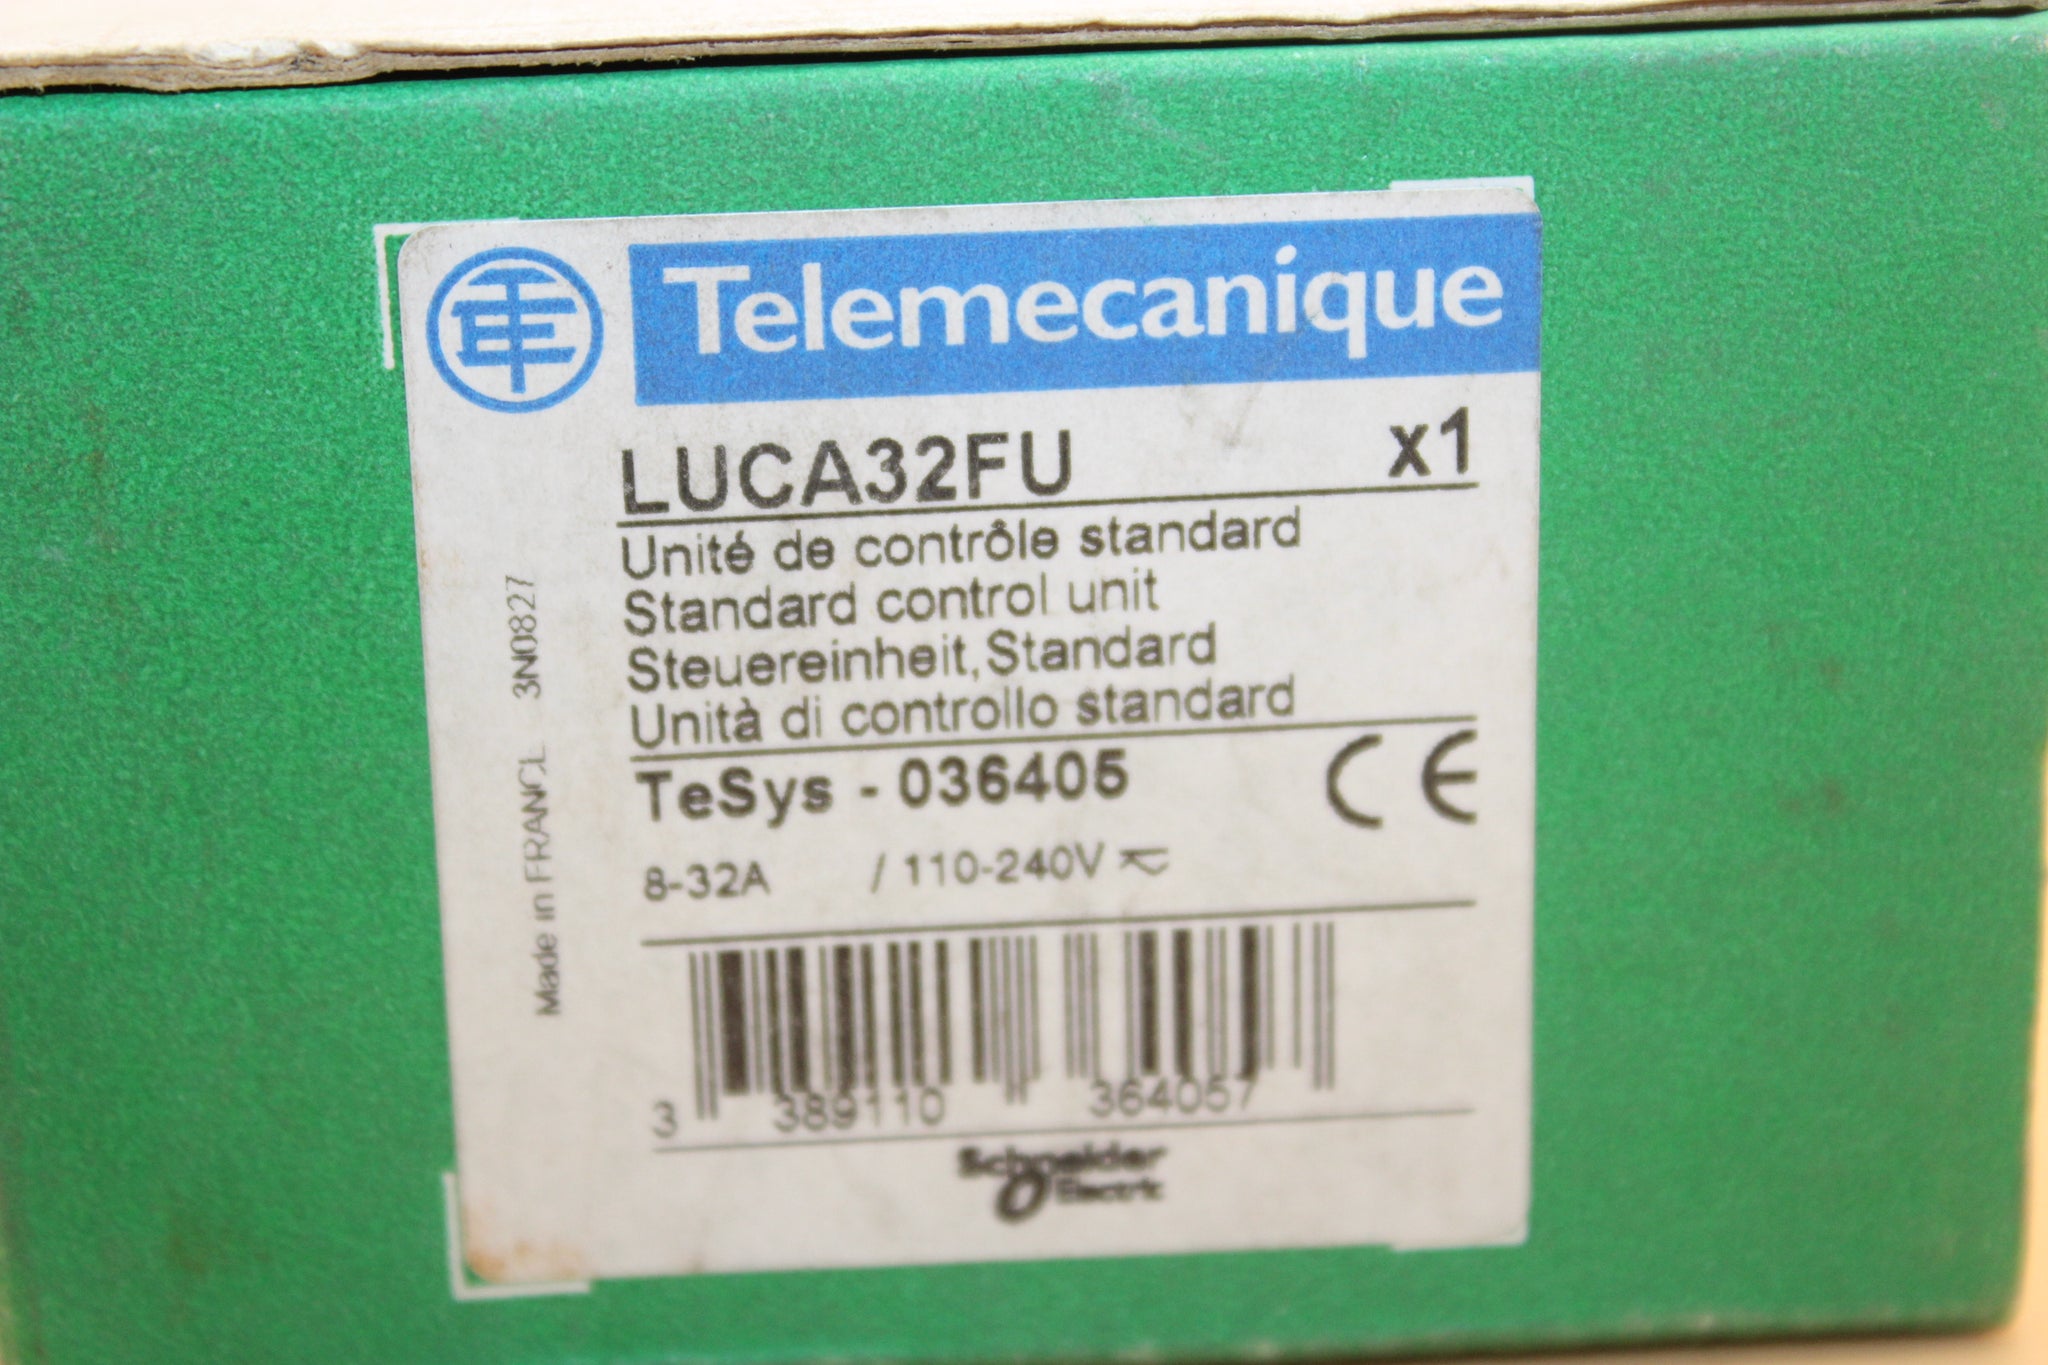 Telemecanique
LUCA32FU x1
Unité de contrôle standard
Standard control unit
Steuereinheit, Standard
Unità di controllo standard
TeSys - 036405 CE
8-32A / 110-240V
3 389110 364057
Schneider
Electric
Made in FRANCE 3N0827